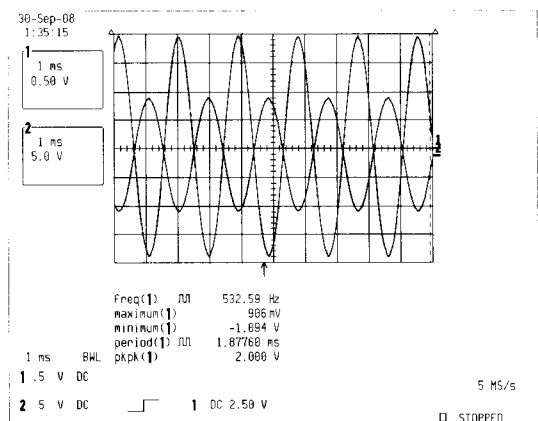 30-Sep-08
1:35:15
1
1 ms
0.50 V
2
1 ms
5.0 V
1
2
freq(1) 532.59 Hz
maximum(1) 906 mV
minimum(1) -1.094 V
period(1) 1.87760 ms
pkpk(1) 2.000 V
1 ms BWL
1 .5 V DC
2 5 V DC
1 DC 2.50 V
5 MS/s
STOPPED